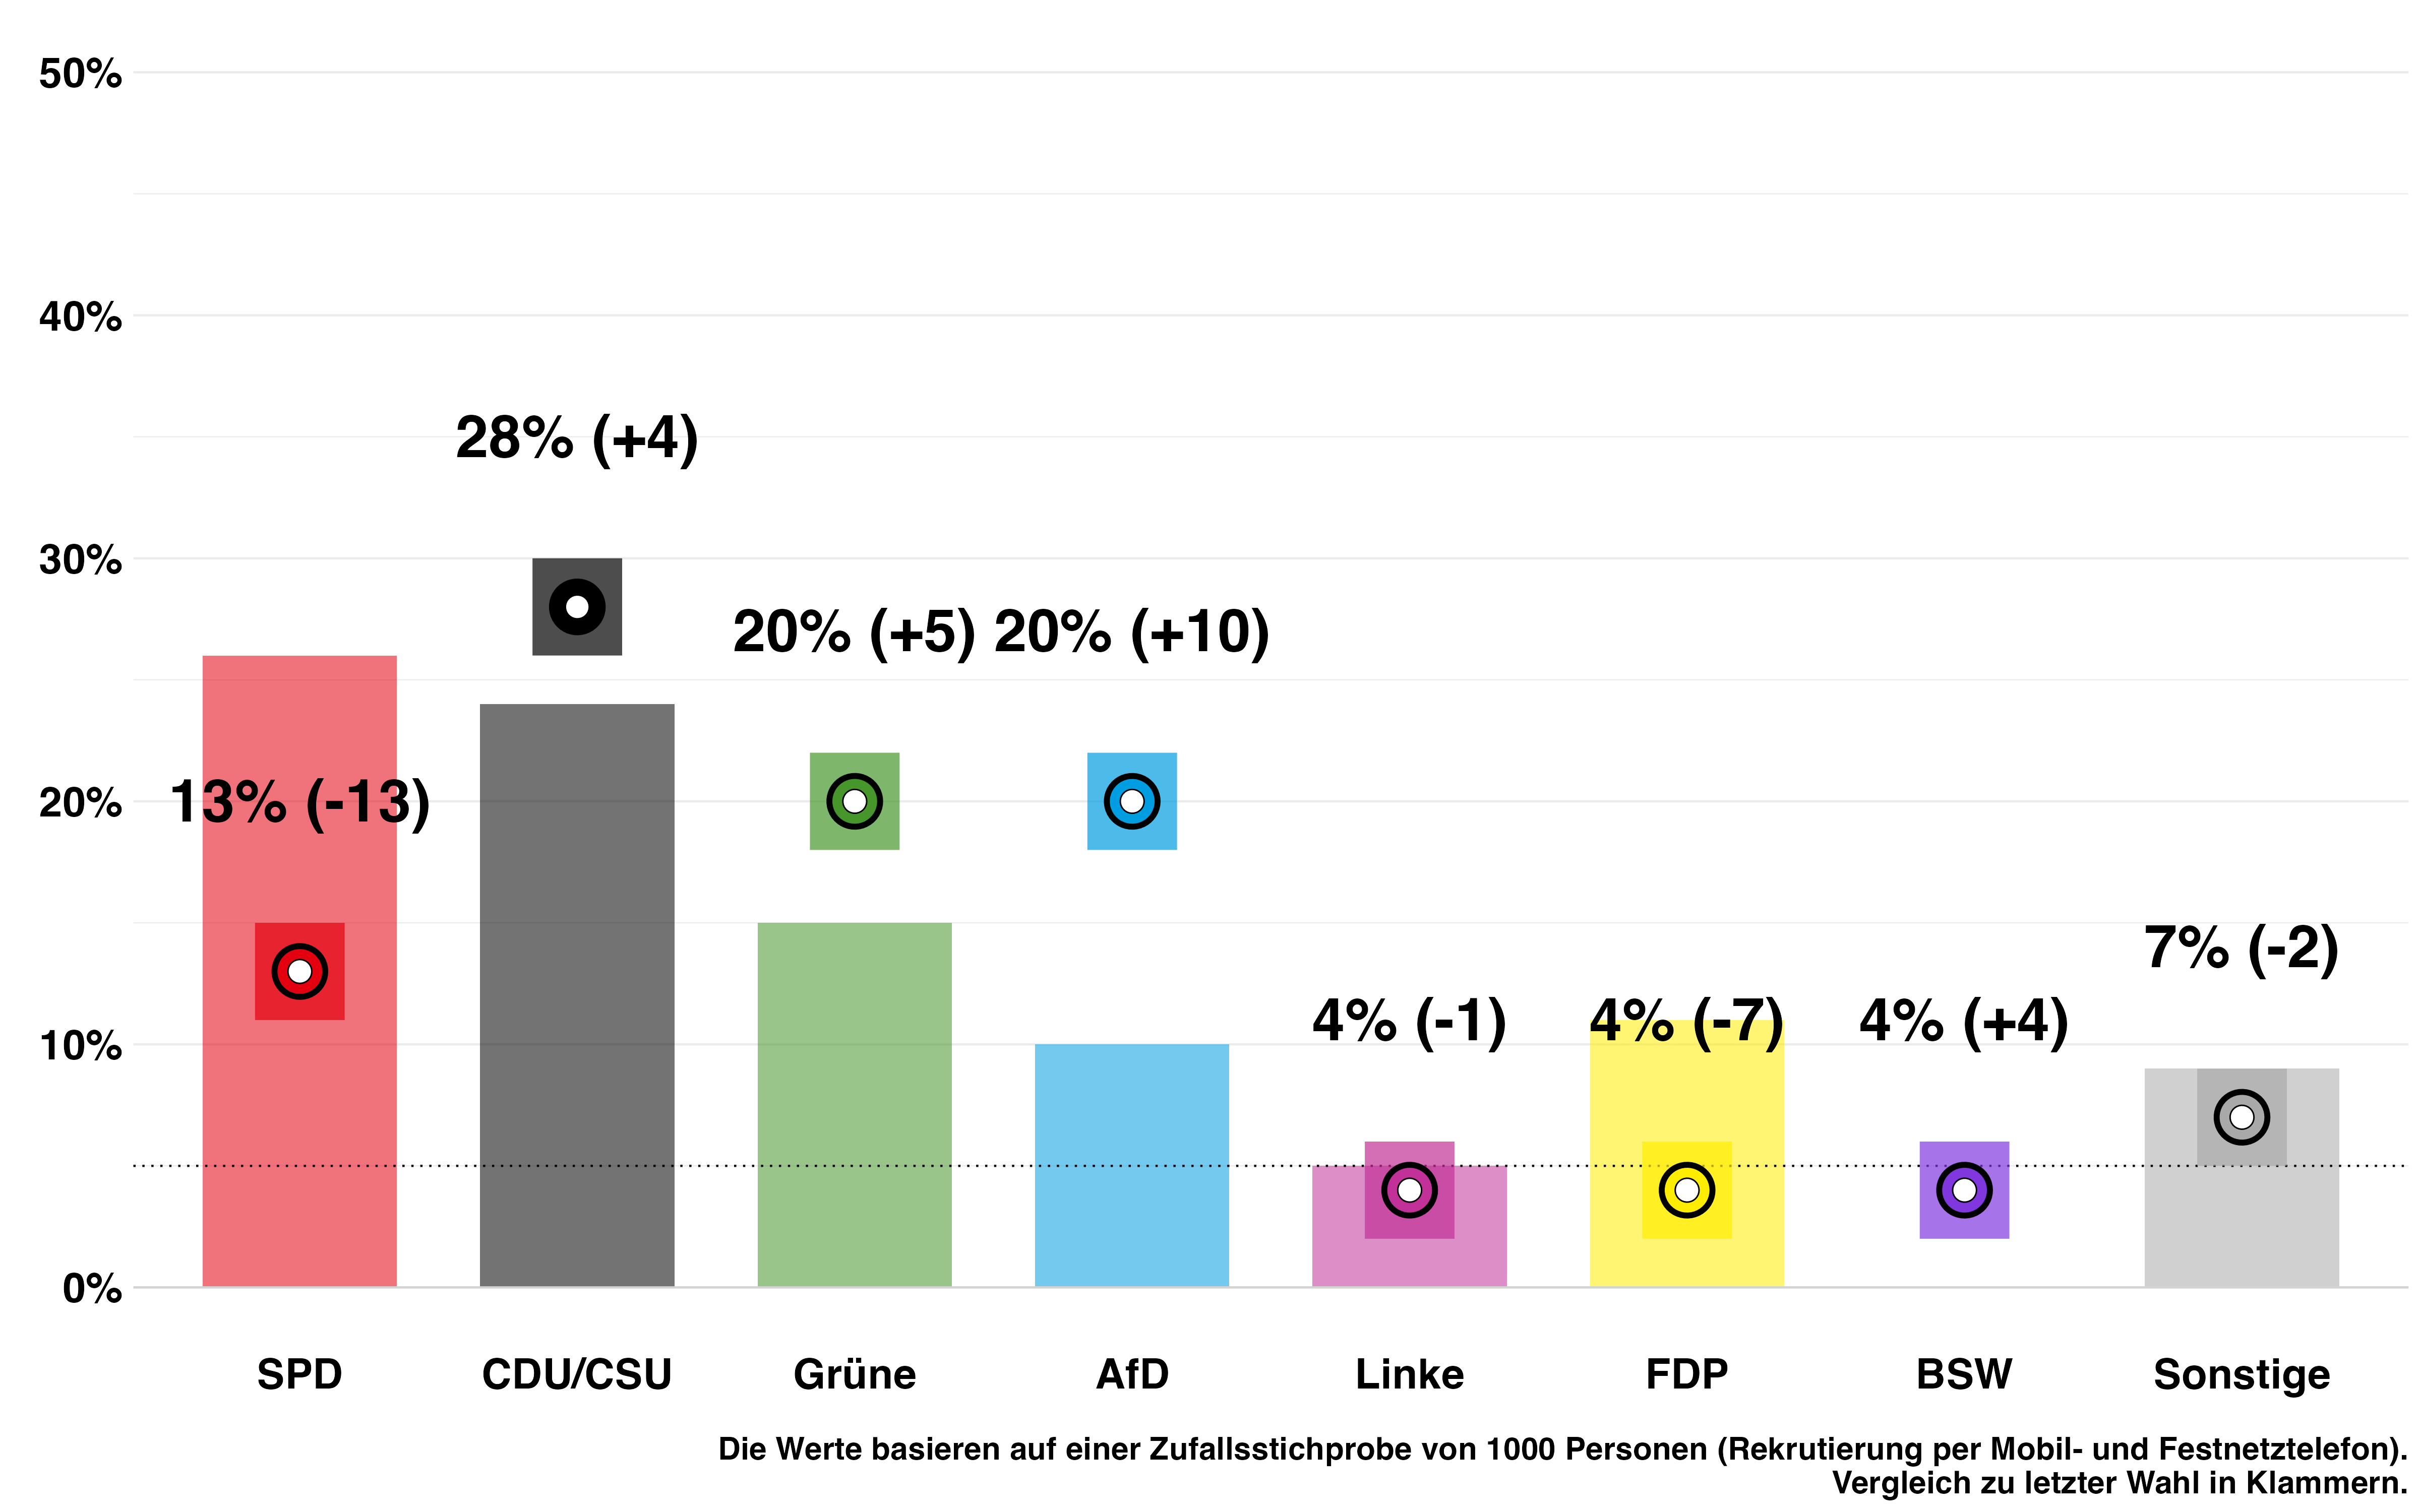 50%
40%
30%
20%
10%
0%
28% (+4)
20% (+5) 20% (+10)
13% (-13)
7% (-2)
4% (-1) 4% (-7) 4% (+4)
SPD CDU/CSU Grüne AfD Linke FDP BSW Sonstige
Die Werte basieren auf einer Zufallsstichprobe von 1000 Personen (Rekrutierung per Mobil- und Festnetztelefon).
Vergleich zu letzter Wahl in Klammern.